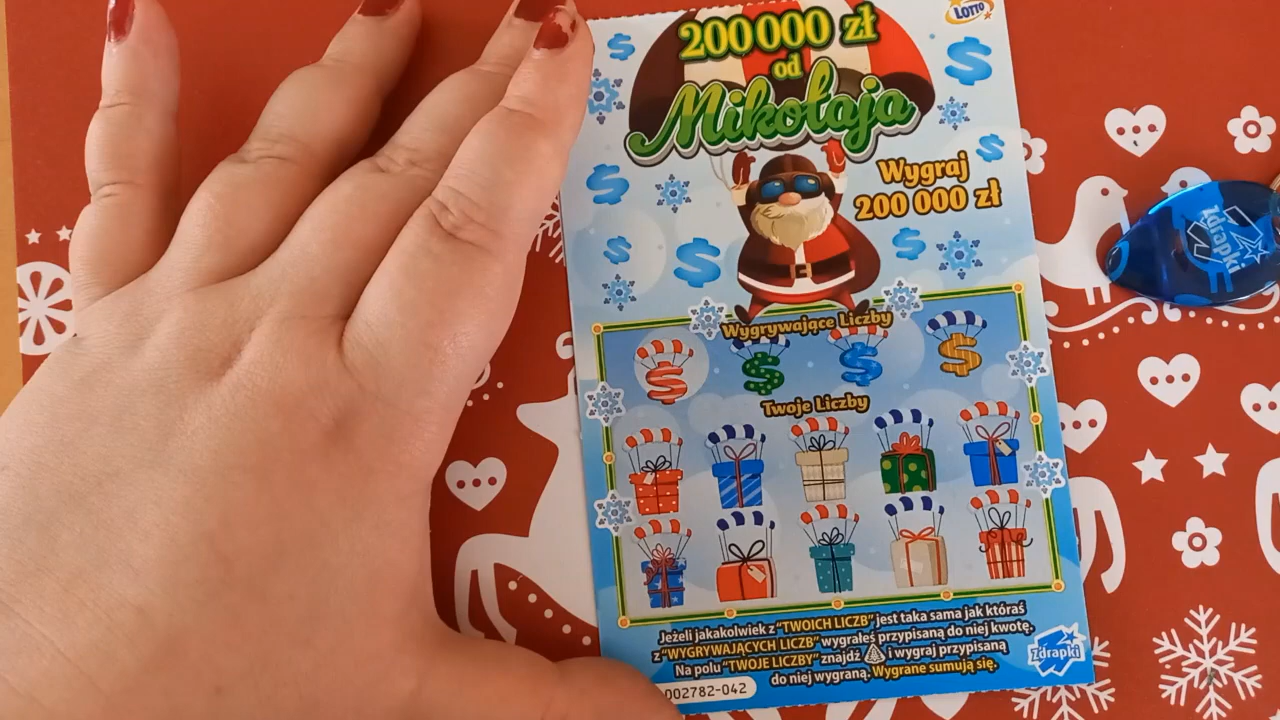 LOTTO
200 000 zł
od
Mikołaja
Wygraj
200 000 zł
Zdrapki
Wygrywające Liczby
Twoje Liczby
Jeżeli jakakolwiek z "TWOICH LICZB" jest taka sama jak któraś
z "WYGRYWAJĄCYCH LICZB" wygrałeś przypisaną do niej kwotę.
Na polu "TWOJE LICZBY" znajdź i wygraj przypisaną
do niej wygraną. Wygrane sumują się.
Zdrapki
002782-042